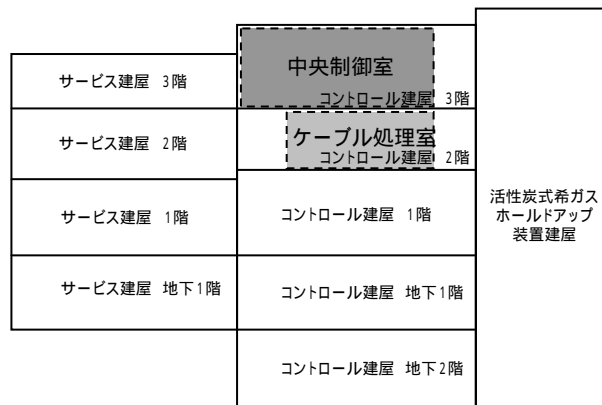 中央制御室
コントロール建屋 3階
サービス建屋 3階
ケーブル処理室
コントロール建屋 2階
サービス建屋 2階
サービス建屋 1階
コントロール建屋 1階
活性炭式希ガス
ホールドアップ
装置建屋
サービス建屋 地下1階
コントロール建屋 地下1階
コントロール建屋 地下2階